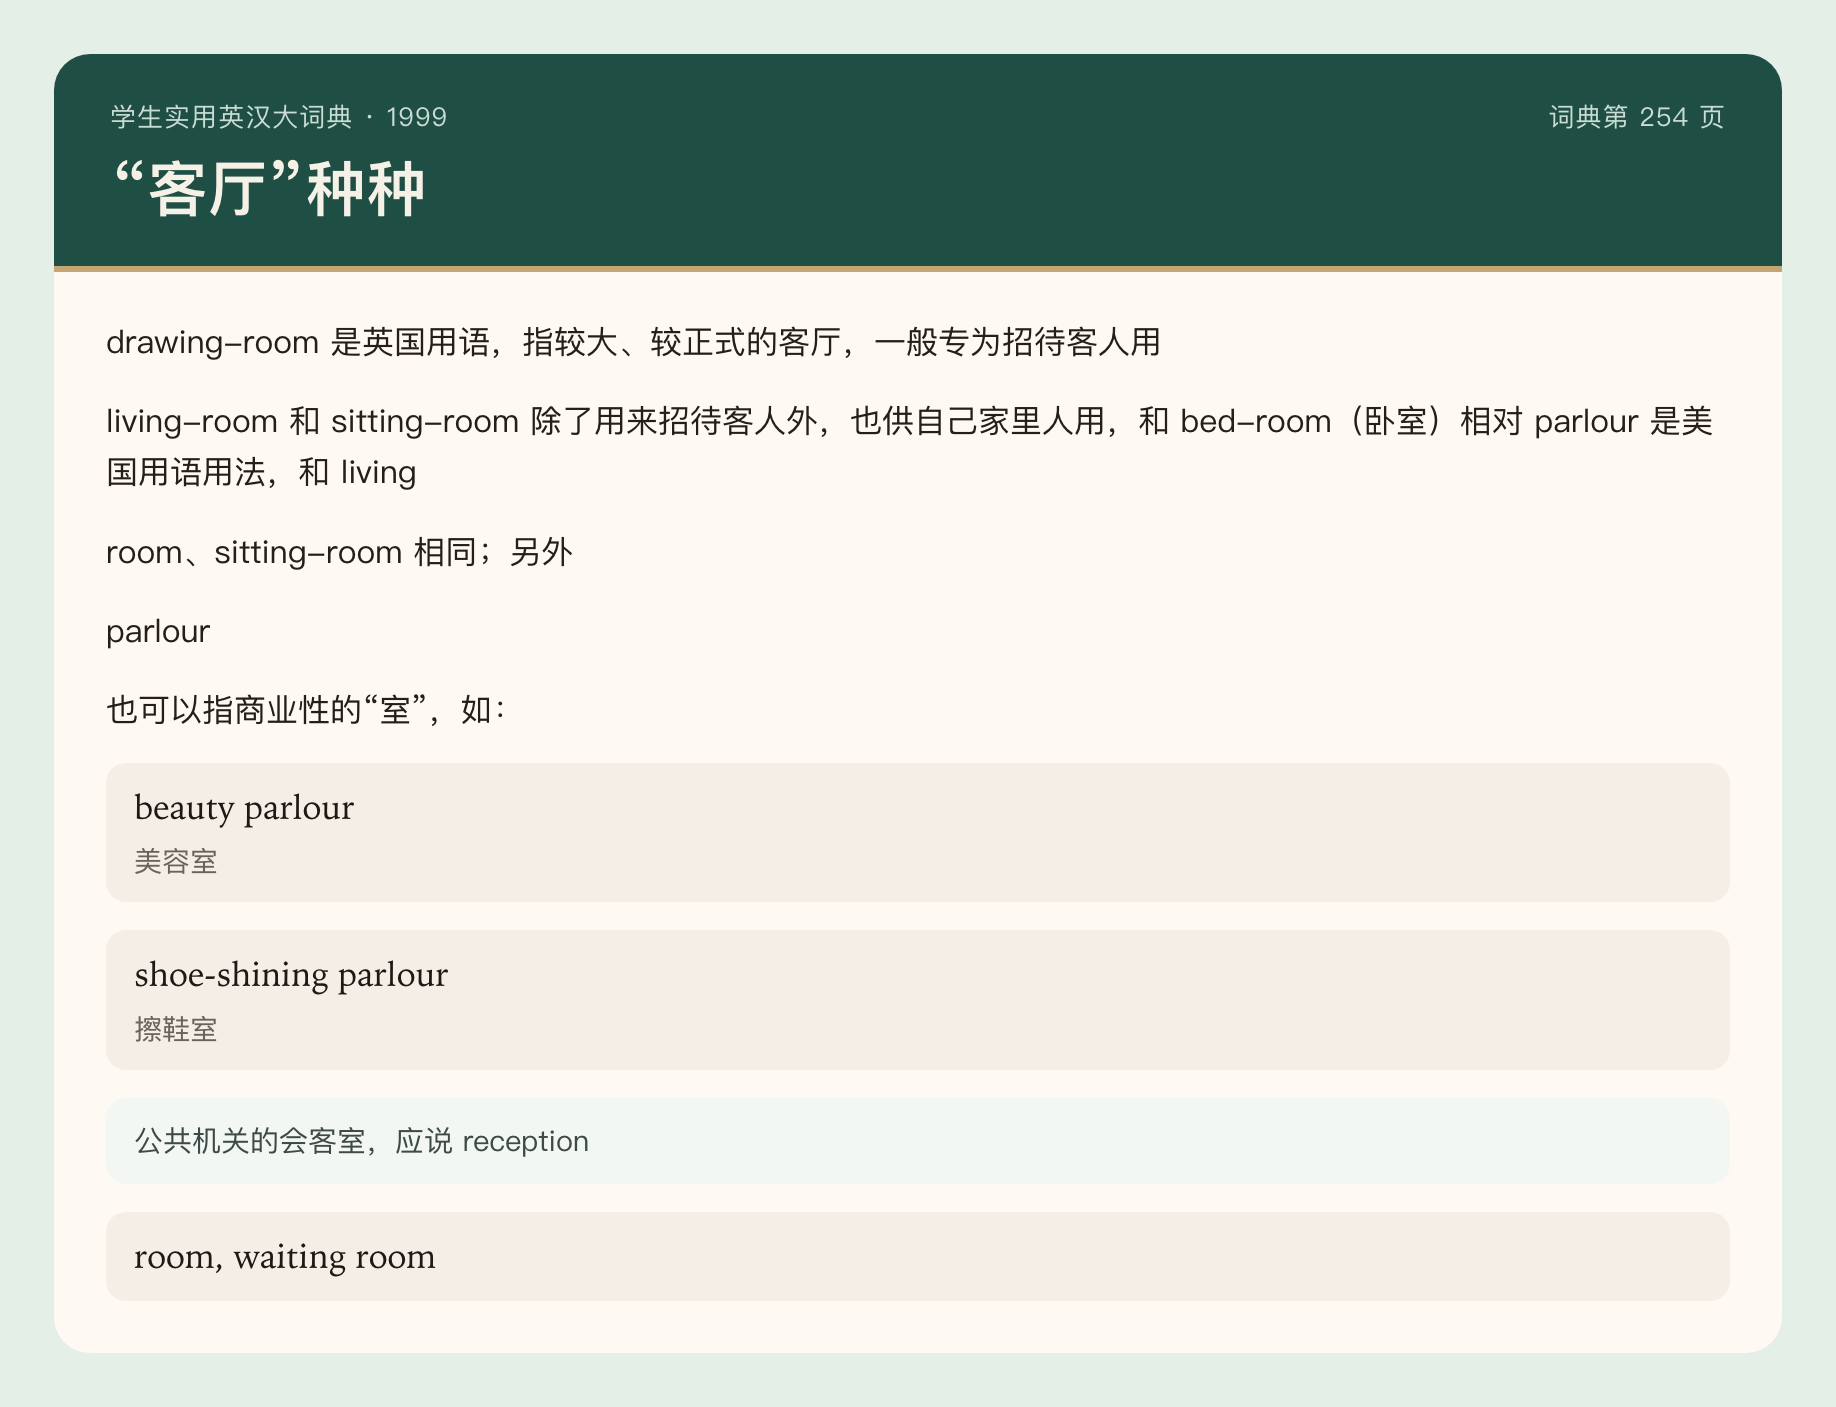 学生实用英汉大词典 · 1999
词典第 254 页
“客厅”种种
drawing-room 是英国用语，指较大、较正式的客厅，一般专为招待客人用
living-room 和 sitting-room 除了用来招待客人外，也供自己家里人用，和 bed-room（卧室）相对 parlour 是美
国用语用法，和 living
room、sitting-room 相同；另外
parlour
也可以指商业性的“室”，如：
beauty parlour
美容室
shoe-shining parlour
擦鞋室
公共机关的会客室，应说 reception
room, waiting room